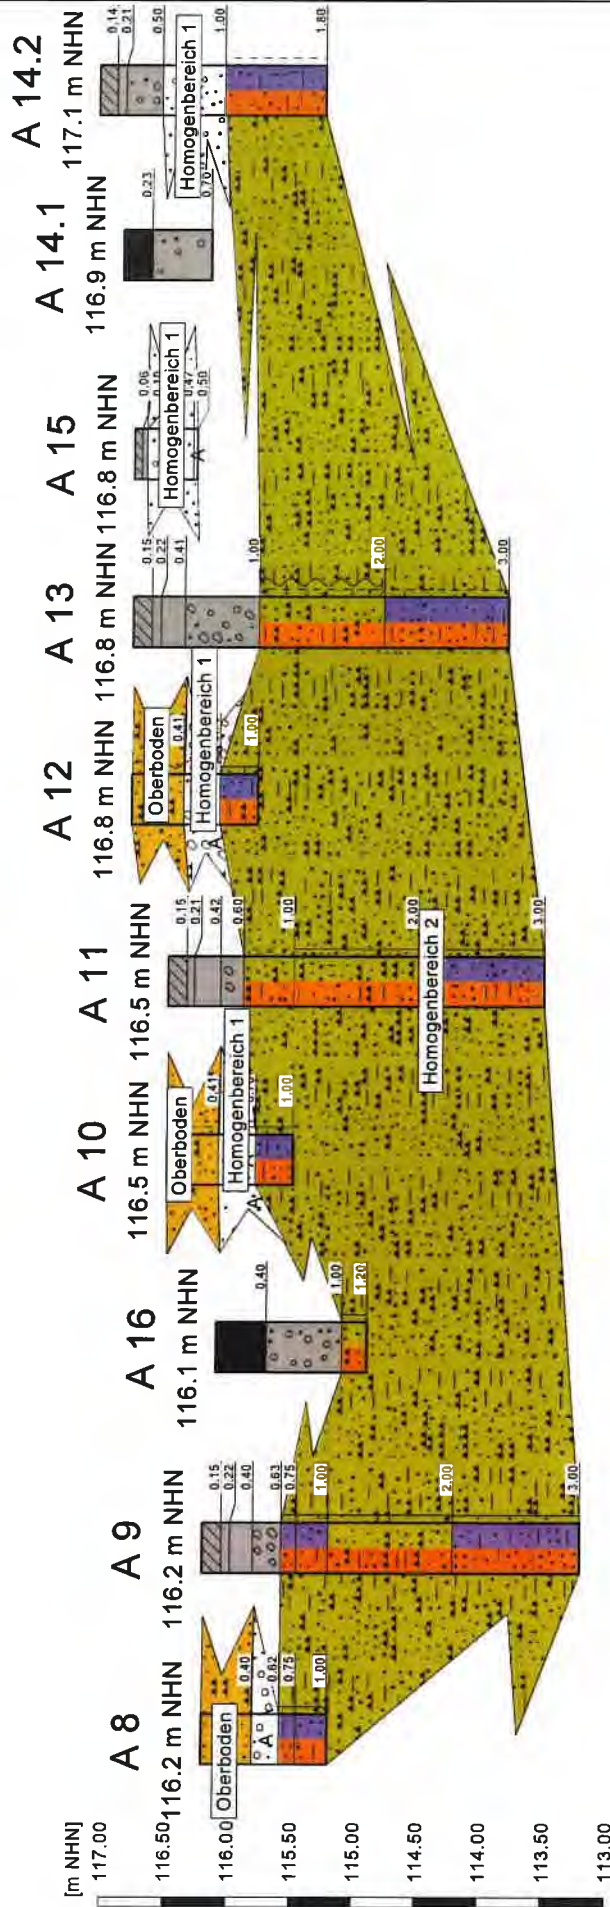 [m NHN]
117.00
116.50
116.00
115.50
115.00
114.50
114.00
113.50
113.00
A 8
116.2 m NHN
Oberboden
0.40
0.62
0.75
1.00
A
A 9
116.2 m NHN
0.15
0.22
0.40
0.63
0.75
1.00
2.00
3.00
A 16
116.1 m NHN
0.40
1.00
1.20
A 10
116.5 m NHN
Oberboden
0.41
Homogenbereich 1
1.00
A
A 11
116.5 m NHN
0.15
0.21
0.42
0.60
1.00
2.00
3.00
Homogenbereich 2
A 12
116.8 m NHN
Oberboden
0.41
Homogenbereich 1
1.00
A
A 13
116.8 m NHN
0.15
0.22
0.41
1.00
2.00
3.00
A 15
116.8 m NHN
0.06
Homogenbereich 1
0.47
0.50
A
A 14.1
116.9 m NHN
0.23
0.70
A 14.2
117.1 m NHN
0.14
0.21
0.50
Homogenbereich 1
1.00
1.80